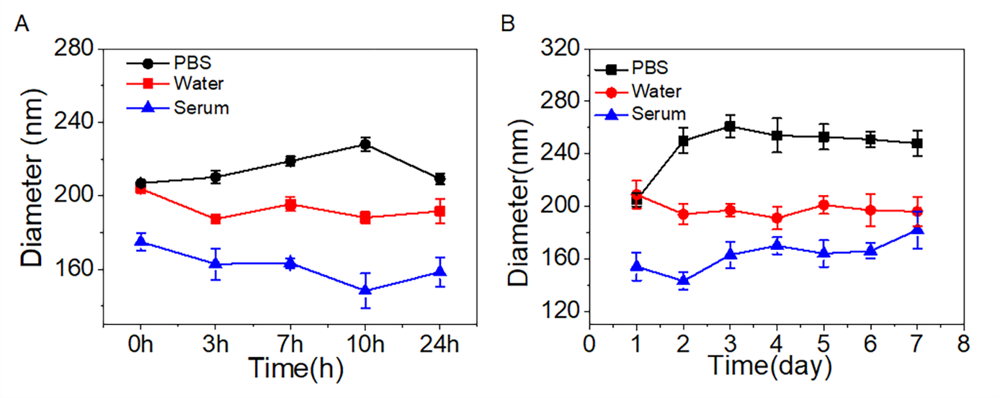 A
280
240
200
160
Diameter (nm)
PBS
Water
Serum
0h 3h 7h 10h 24h
Time(h)
B
320
280
240
200
160
120
Diameter(nm)
PBS
Water
Serum
0 1 2 3 4 5 6 7 8
Time(day)